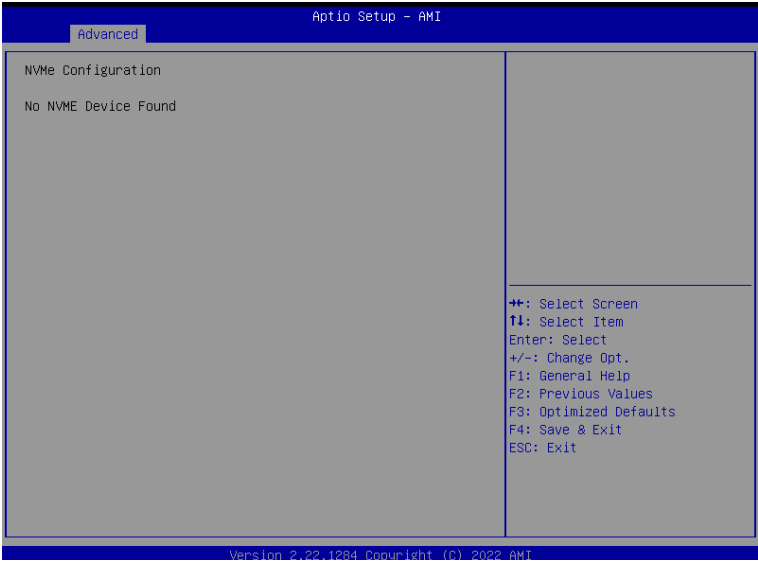 Aptio Setup – AMI
Advanced
NVMe Configuration
No NVME Device Found
→←: Select Screen
↑↓: Select Item
Enter: Select
+/-: Change Opt.
F1: General Help
F2: Previous Values
F3: Optimized Defaults
F4: Save & Exit
ESC: Exit
Version 2.22.1284 Copyright (C) 2022 AMI